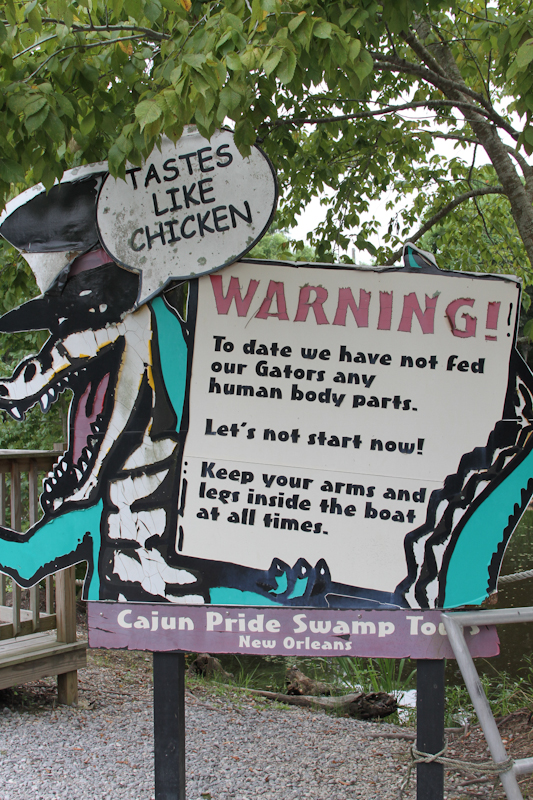 TASTES
LIKE
CHICKEN
WARNING!
To date we have not fed
our Gators any
human body parts.
Let's not start now!
Keep your arms and
legs inside the boat
at all times.
Cajun Pride Swamp Tours
New Orleans